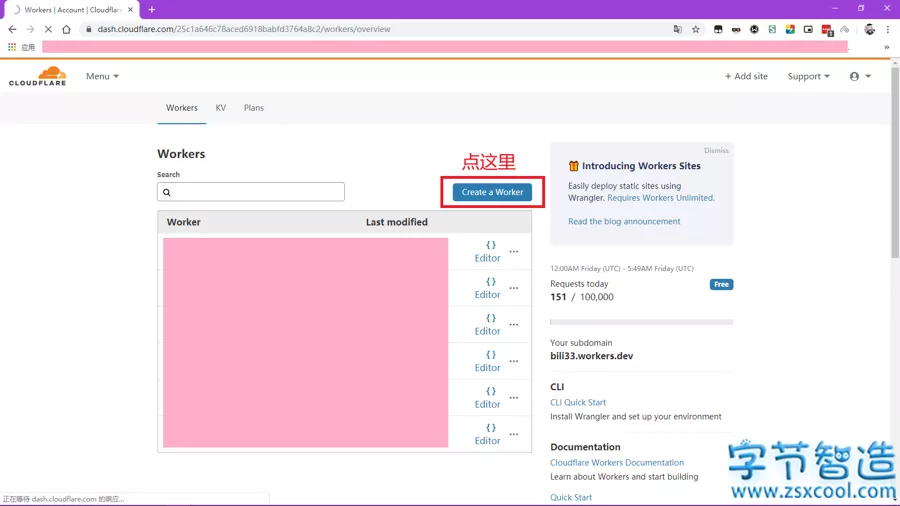 Workers | Account | Cloudflare
dash.cloudflare.com/25c1a646c78aced6918babfd3764a8c2/workers/overview
应用
CLOUDFLARE
Menu
+ Add site
Support
Workers
KV
Plans
Workers
点这里
Search
Create a Worker
Worker
Last modified
{ }
Editor
...
{ }
Editor
...
{ }
Editor
...
{ }
Editor
...
{ }
Editor
...
{ }
Editor
...
Dismiss
Introducing Workers Sites
Easily deploy static sites using
Wrangler. Requires Workers Unlimited.
Read the blog announcement
12:00AM Friday (UTC) - 5:49AM Friday (UTC)
Requests today
Free
151 / 100,000
Your subdomain
bili33.workers.dev
CLI
CLI Quick Start
Install Wrangler and set up your environment
Documentation
Cloudflare Workers Documentation
Learn about Workers and start building
Quick Start
正在等待 dash.cloudflare.com 的响应...
字节智造
www.zsxcool.com